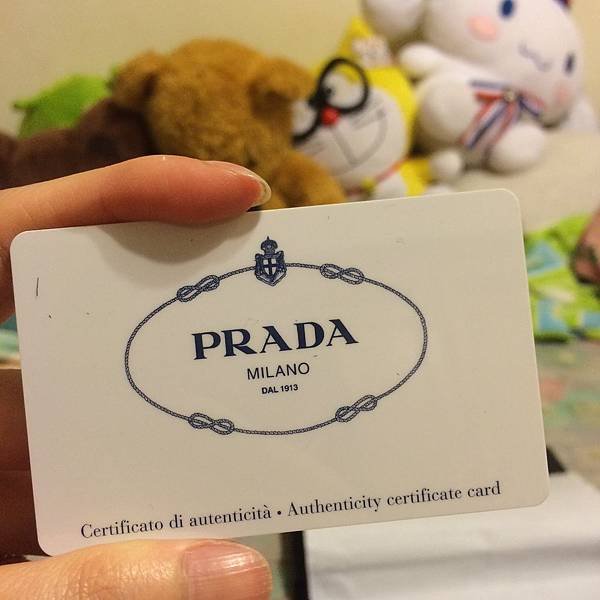 PRADA
MILANO
DAL 1913
Certificato di autenticità • Authenticity certificate card